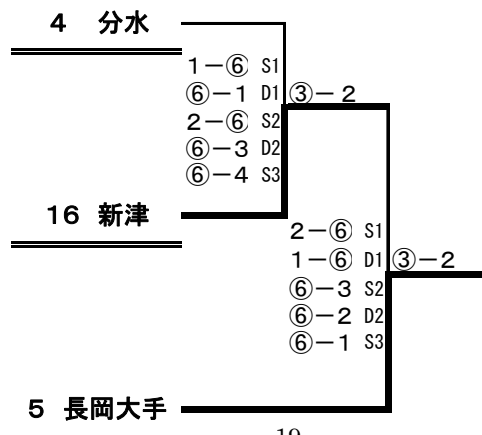 4 分水
1－⑥ S1
⑥－1 D1 ③－2
2－⑥ S2
⑥－3 D2
⑥－4 S3
16 新津
2－⑥ S1
1－⑥ D1 ③－2
⑥－3 S2
⑥－2 D2
⑥－1 S3
5 長岡大手